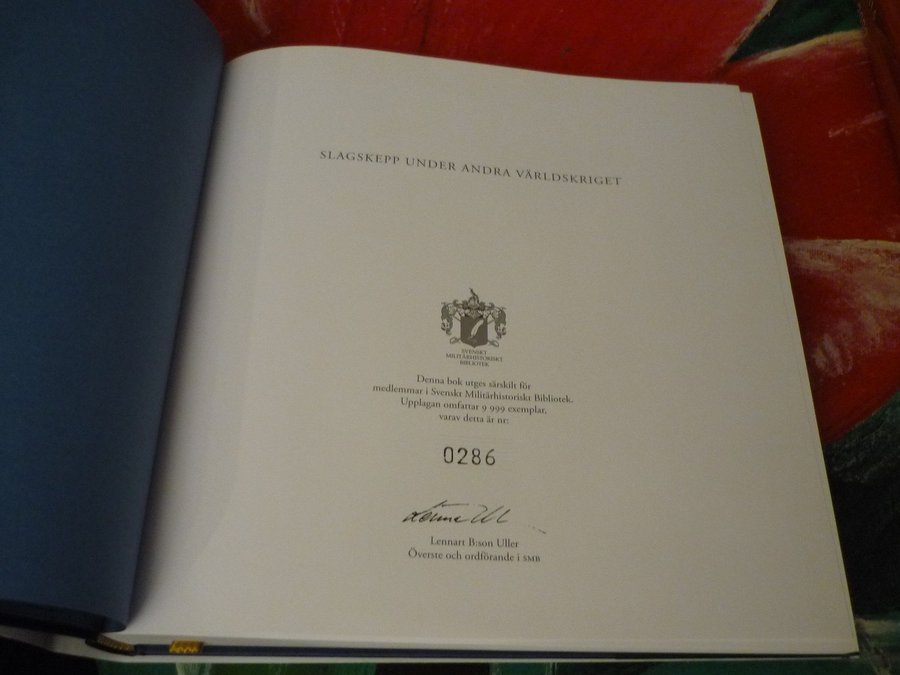 SLAGSKEPP UNDER ANDRA VÄRLDSKRIGET
SVENSKT
MILITÄRHISTORISKT
BIBLIOTEK
Denna bok utges särskilt för
medlemmar i Svenskt Militärhistoriskt Bibliotek.
Upplagan omfattar 9 999 exemplar,
varav detta är nr:
0286
Lennart B:son Uller
Överste och ordförande i SMB